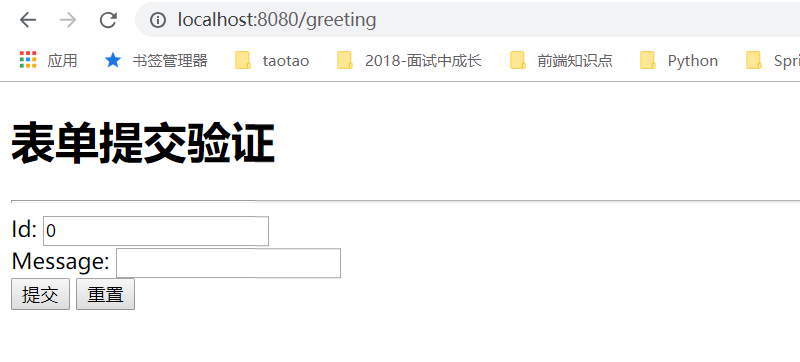 localhost:8080/greeting
应用 书签管理器 taotao 2018-面试中成长 前端知识点 Python Spri
表单提交验证
Id: 0
Message:
提交 重置